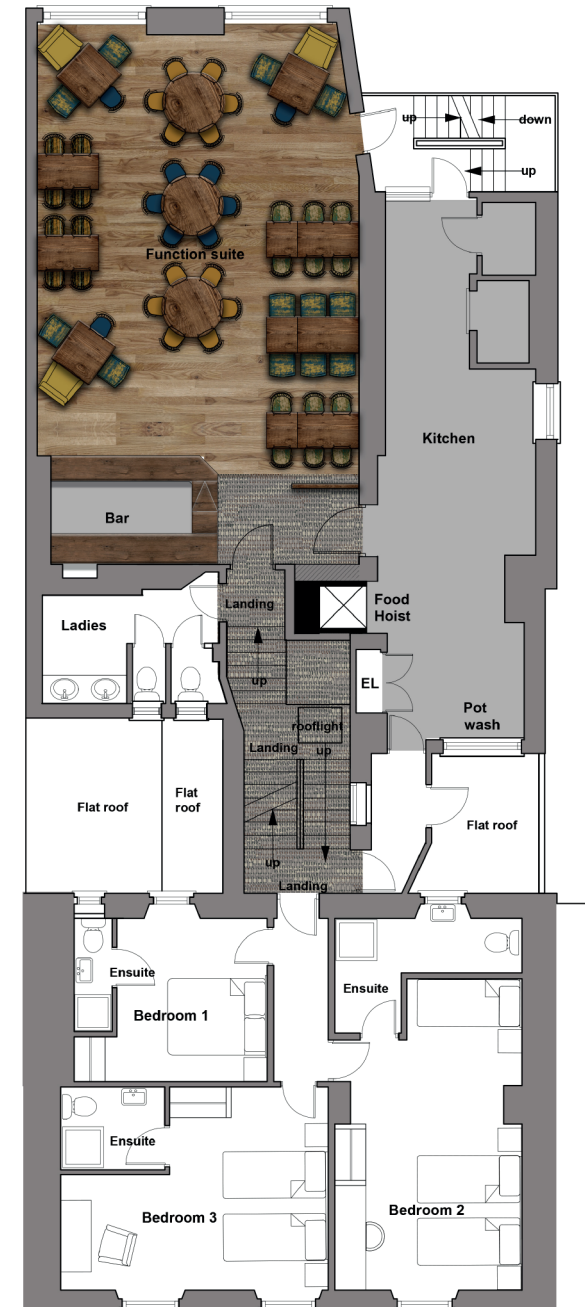 up
down
up
Function suite
Kitchen
Bar
Landing
Food
Hoist
Ladies
up
EL
rooflight
Pot
wash
Landing
up
Flat roof
Flat
roof
Flat roof
up
Landing
Ensuite
Ensuite
Bedroom 1
Ensuite
Bedroom 2
Bedroom 3